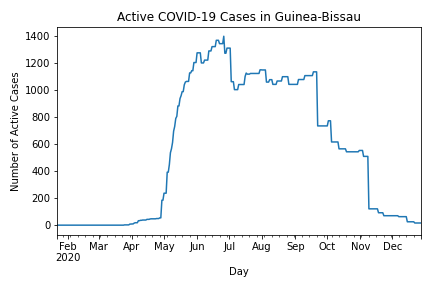 Active COVID-19 Cases in Guinea-Bissau
Number of Active Cases
1400
1200
1000
800
600
400
200
0
Feb Mar Apr May Jun Jul Aug Sep Oct Nov Dec
2020
Day